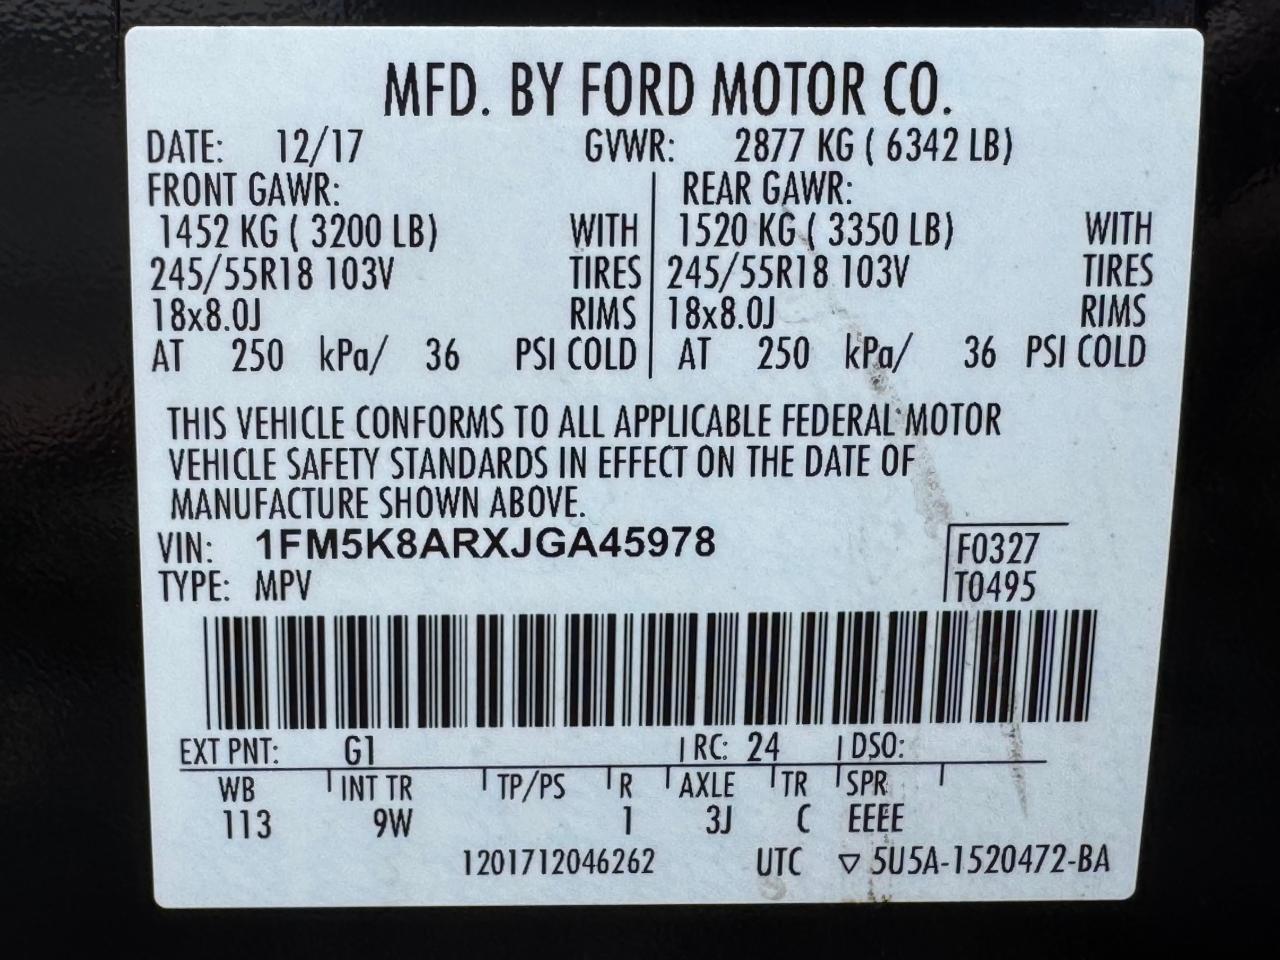 MFD. BY FORD MOTOR CO.
DATE: 12/17 GVWR: 2877 KG ( 6342 LB)
FRONT GAWR: REAR GAWR:
1452 KG ( 3200 LB) WITH 1520 KG ( 3350 LB) WITH
245/55R18 103V TIRES 245/55R18 103V TIRES
18x8.0J RIMS 18x8.0J RIMS
AT 250 kPa/ 36 PSI COLD AT 250 kPa/ 36 PSI COLD
THIS VEHICLE CONFORMS TO ALL APPLICABLE FEDERAL MOTOR
VEHICLE SAFETY STANDARDS IN EFFECT ON THE DATE OF
MANUFACTURE SHOWN ABOVE.
VIN: 1FM5K8ARXJGA45978 F0327
TYPE: MPV T0495
EXT PNT: G1 RC: 24 DSO:
WB INT TR TP/PS R AXLE TR SPR
113 9W 1 3J C EEEE
1201712046262 UTC ▽ 5U5A-1520472-BA